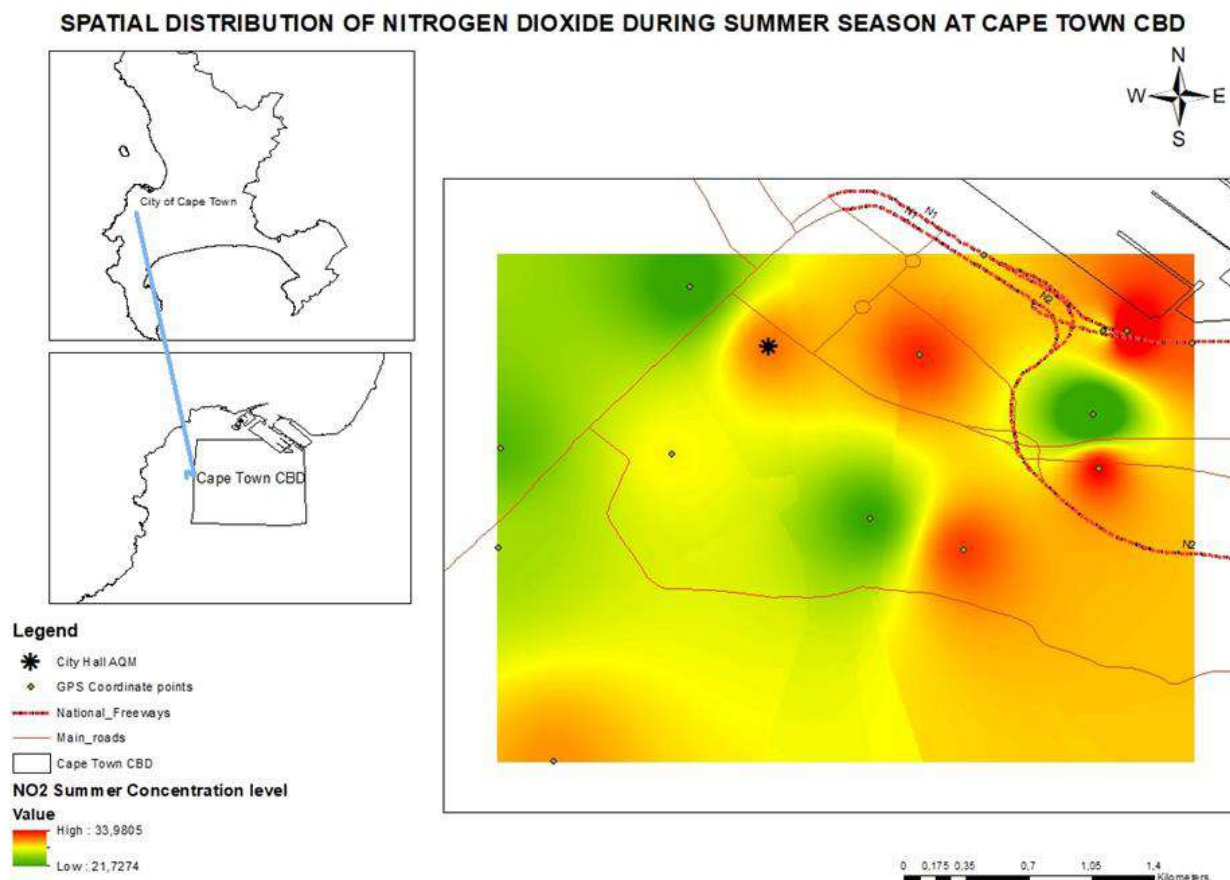 SPATIAL DISTRIBUTION OF NITROGEN DIOXIDE DURING SUMMER SEASON AT CAPE TOWN CBD
N
W E
S
City of Cape Town
Cape Town CBD
N1
N1
N2
N2
Legend
City Hall AQM
GPS Coordinate points
National_Freeways
Main_roads
Cape Town CBD
NO2 Summer Concentration level
Value
High : 33,9805
Low : 21,7274
0 0,175 0,35 0,7 1,05 1,4
Kilometers